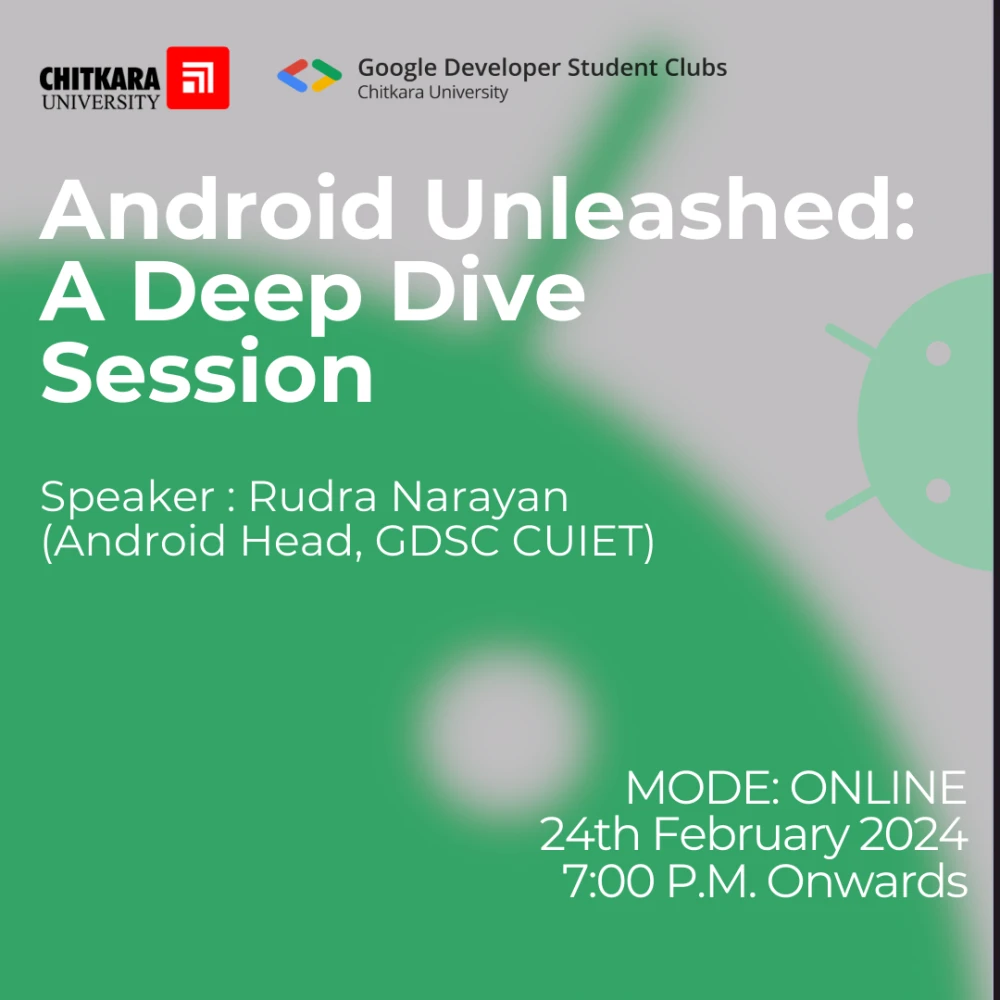 CHITKARA
UNIVERSITY
Google Developer Student Clubs
Chitkara University
Android Unleashed:
A Deep Dive
Session
Speaker : Rudra Narayan
(Android Head, GDSC CUIET)
MODE: ONLINE
24th February 2024
7:00 P.M. Onwards